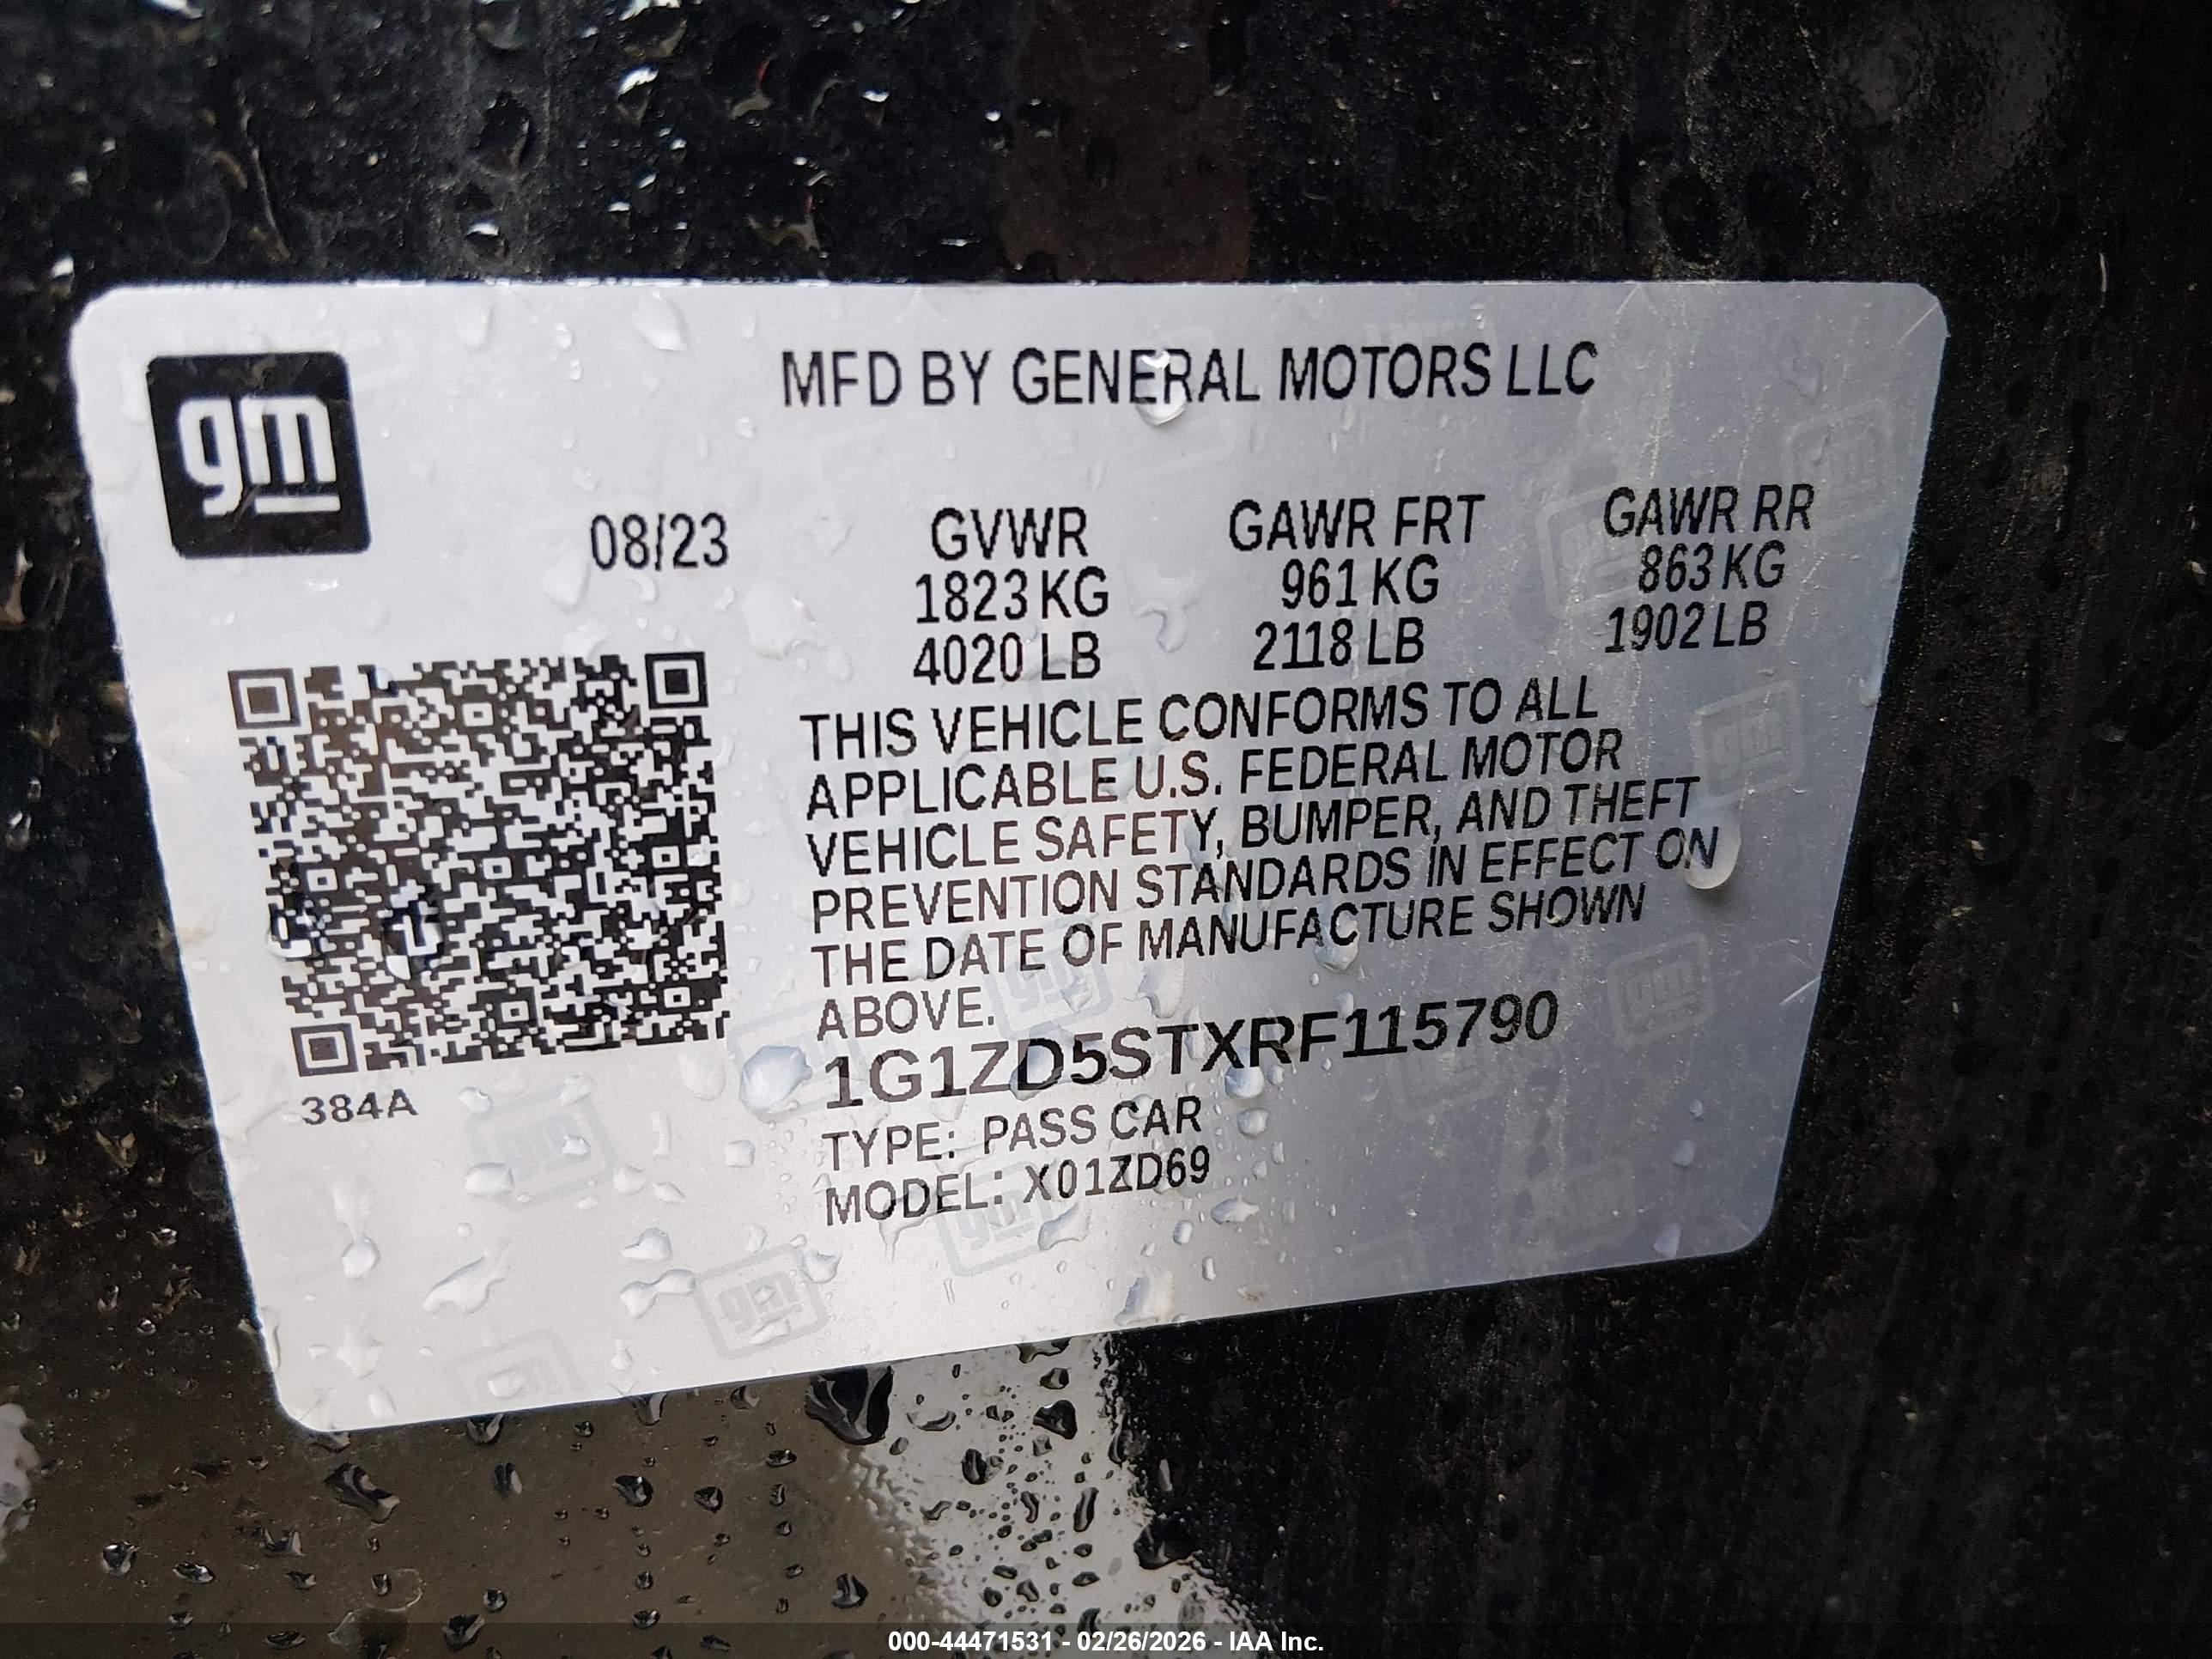 gm
MFD BY GENERAL MOTORS LLC
08/23 GVWR GAWR FRT GAWR RR
1823 KG 961 KG 863 KG
4020 LB 2118 LB 1902 LB
THIS VEHICLE CONFORMS TO ALL
APPLICABLE U.S. FEDERAL MOTOR
VEHICLE SAFETY, BUMPER, AND THEFT
PREVENTION STANDARDS IN EFFECT ON
THE DATE OF MANUFACTURE SHOWN
ABOVE.
1G1ZD5STXRF115790
384A
TYPE: PASS CAR
MODEL: X01ZD69
000-44471531 - 02/26/2026 - IAA Inc.